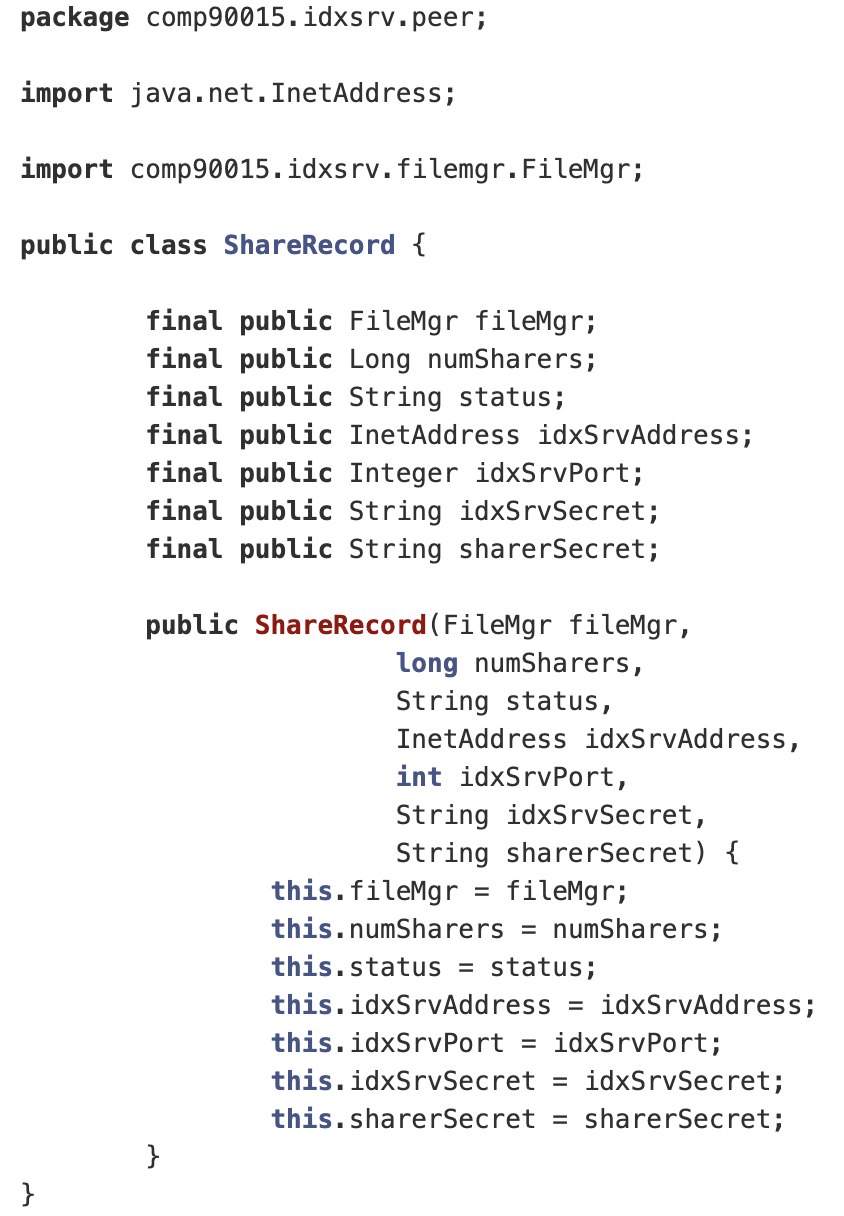 package comp90015.idxsrv.peer;
import java.net.InetAddress;
import comp90015.idxsrv.filemgr.FileMgr;
public class ShareRecord {
final public FileMgr fileMgr;
final public Long numSharers;
final public String status;
final public InetAddress idxSrvAddress;
final public Integer idxSrvPort;
final public String idxSrvSecret;
final public String sharerSecret;
public ShareRecord(FileMgr fileMgr,
long numSharers,
String status,
InetAddress idxSrvAddress,
int idxSrvPort,
String idxSrvSecret,
String sharerSecret) {
this.fileMgr = fileMgr;
this.numSharers = numSharers;
this.status = status;
this.idxSrvAddress = idxSrvAddress;
this.idxSrvPort = idxSrvPort;
this.idxSrvSecret = idxSrvSecret;
this.sharerSecret = sharerSecret;
}
}